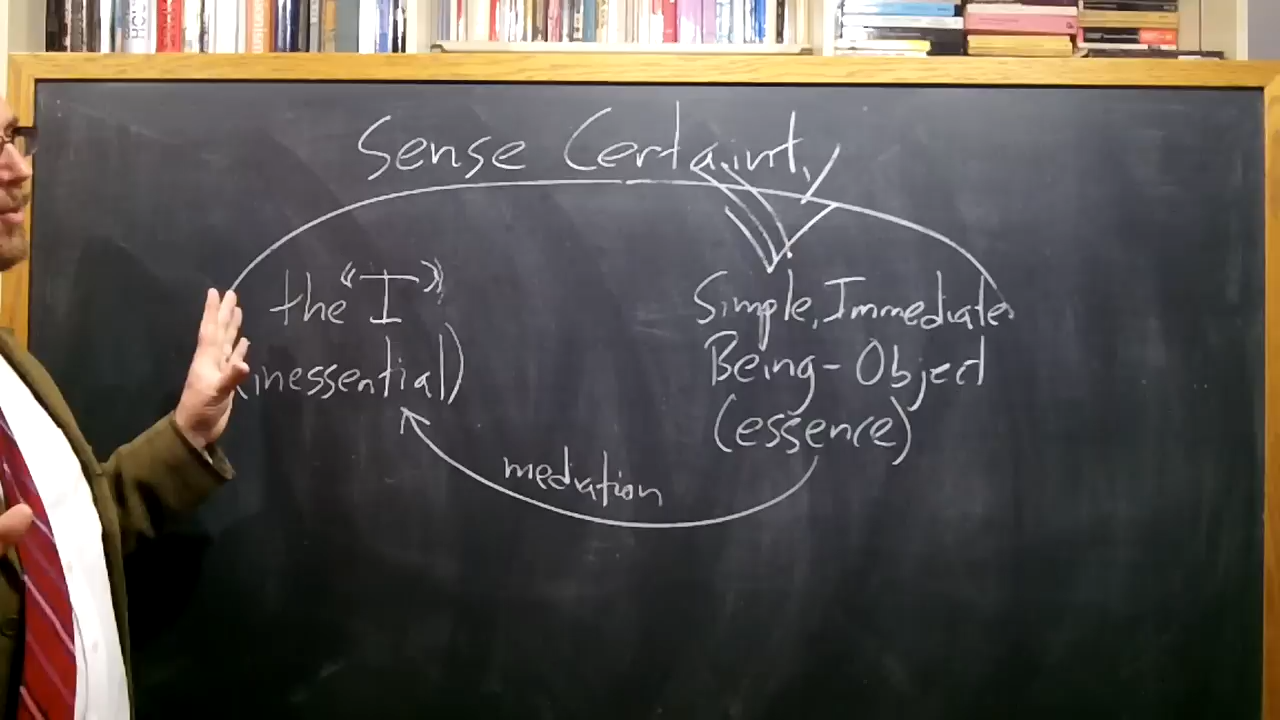 Sense Certainty
the "I"
(inessential)
Simple, Immediate
Being-Object
(essence)
mediation